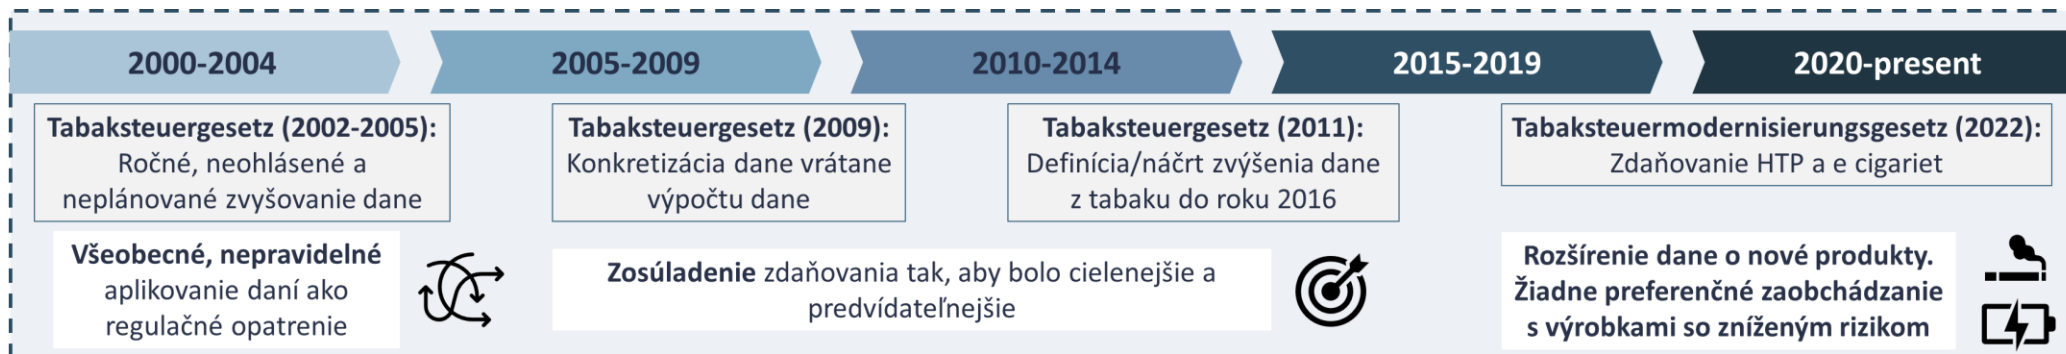 2000-2004
2005-2009
2010-2014
2015-2019
2020-present
Tabaksteuergesetz (2002-2005):
Ročné, neohlásené a
neplánované zvyšovanie dane
Tabaksteuergesetz (2009):
Konkretizácia dane vrátane
výpočtu dane
Tabaksteuergesetz (2011):
Definícia/náčrt zvýšenia dane
z tabaku do roku 2016
Tabaksteuermodernisierungsgesetz (2022):
Zdaňovanie HTP a e cigariet
Všeobecné, nepravidelné
aplikovanie daní ako
regulačné opatrenie
Zosúladenie zdaňovania tak, aby bolo cielenejšie a
predvídateľnejšie
Rozšírenie dane o nové produkty.
Žiadne preferenčné zaobchádzanie
s výrobkami so zníženým rizikom